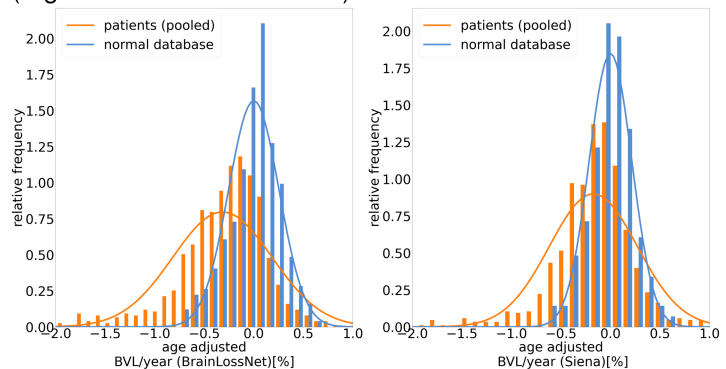 patients (pooled)
normal database
relative frequency
2.00
1.75
1.50
1.25
1.00
0.75
0.50
0.25
0.00
−2.0 −1.5 −1.0 −0.5 0.0 0.5 1.0
age adjusted
BVL/year (BrainLossNet)[%]
patients (pooled)
normal database
relative frequency
2.00
1.75
1.50
1.25
1.00
0.75
0.50
0.25
0.00
−2.0 −1.5 −1.0 −0.5 0.0 0.5 1.0
age adjusted
BVL/year (Siena)[%]